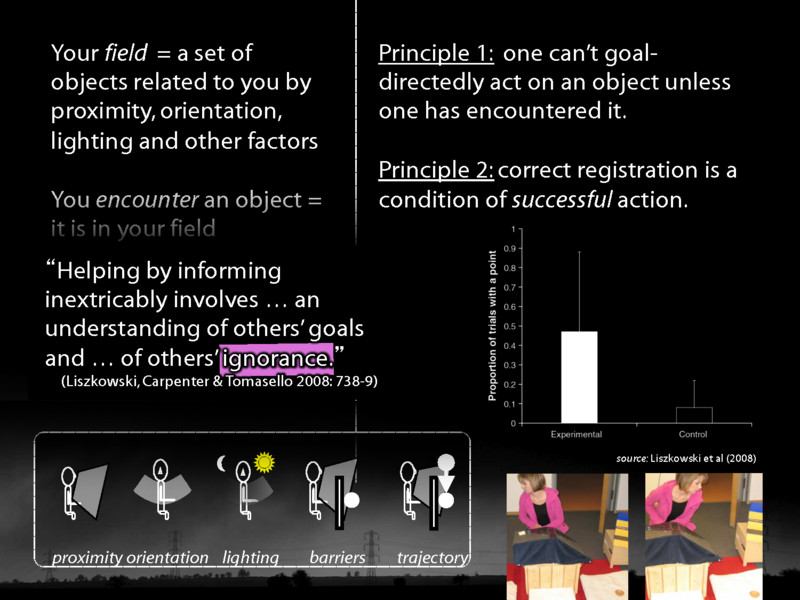 Your field = a set of
objects related to you by
proximity, orientation,
lighting and other factors
You encounter an object =
it is in your field
“Helping by informing
inextricably involves … an
understanding of others’ goals
and … of others’ ignorance.”
(Liszkowski, Carpenter & Tomasello 2008: 738-9)
proximity orientation lighting barriers trajectory
Principle 1: one can’t goal-
directedly act on an object unless
one has encountered it.
Principle 2: correct registration is a
condition of successful action.
Proportion of trials with a point
1
0.9
0.8
0.7
0.6
0.5
0.4
0.3
0.2
0.1
0
Experimental Control
source: Liszkowski et al (2008)